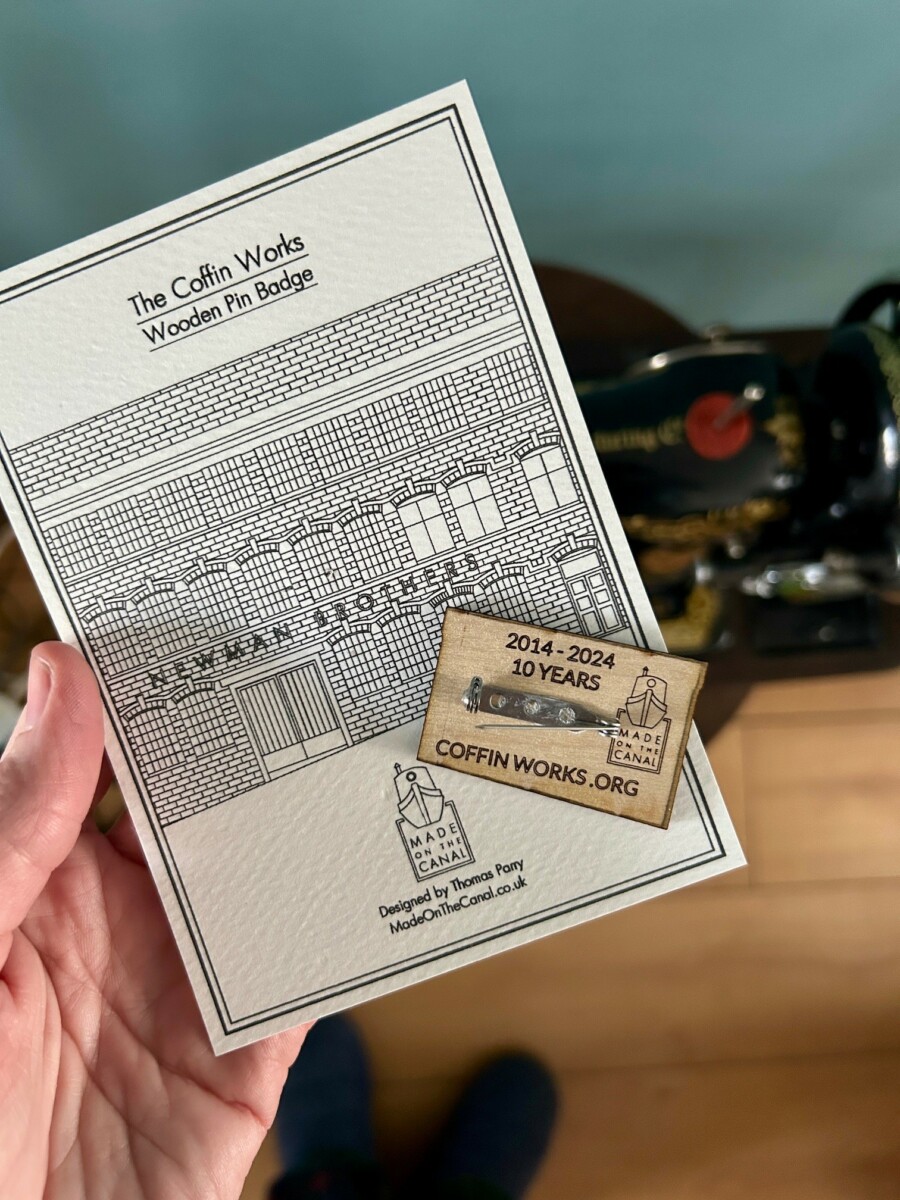 The Coffin Works
Wooden Pin Badge
NEWMAN BROTHERS
2014 - 2024
10 YEARS
MADE
ON THE
CANAL
COFFIN WORKS.ORG
MADE
ON THE
CANAL
Designed by Thomas Parry
MadeOnTheCanal.co.uk